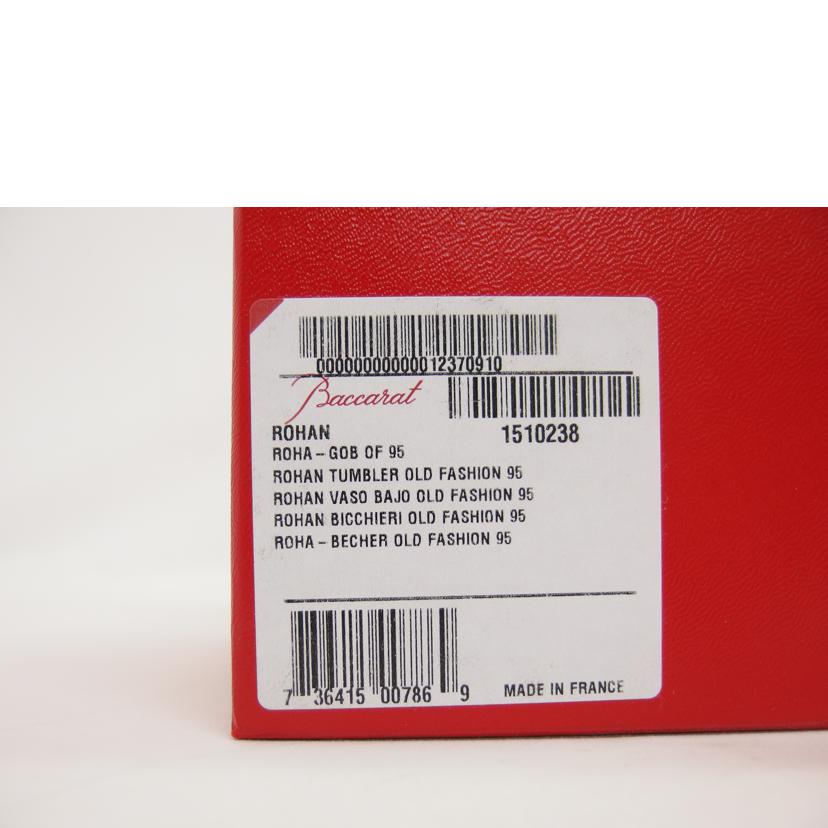 000000000000012370910
Baccarat
ROHAN 1510238
ROHA-GOB OF 95
ROHAN TUMBLER OLD FASHION 95
ROHAN VASO BAJO OLD FASHION 95
ROHAN BICCHIERI OLD FASHION 95
ROHA-BECHER OLD FASHION 95
7 36415 00786 9 MADE IN FRANCE